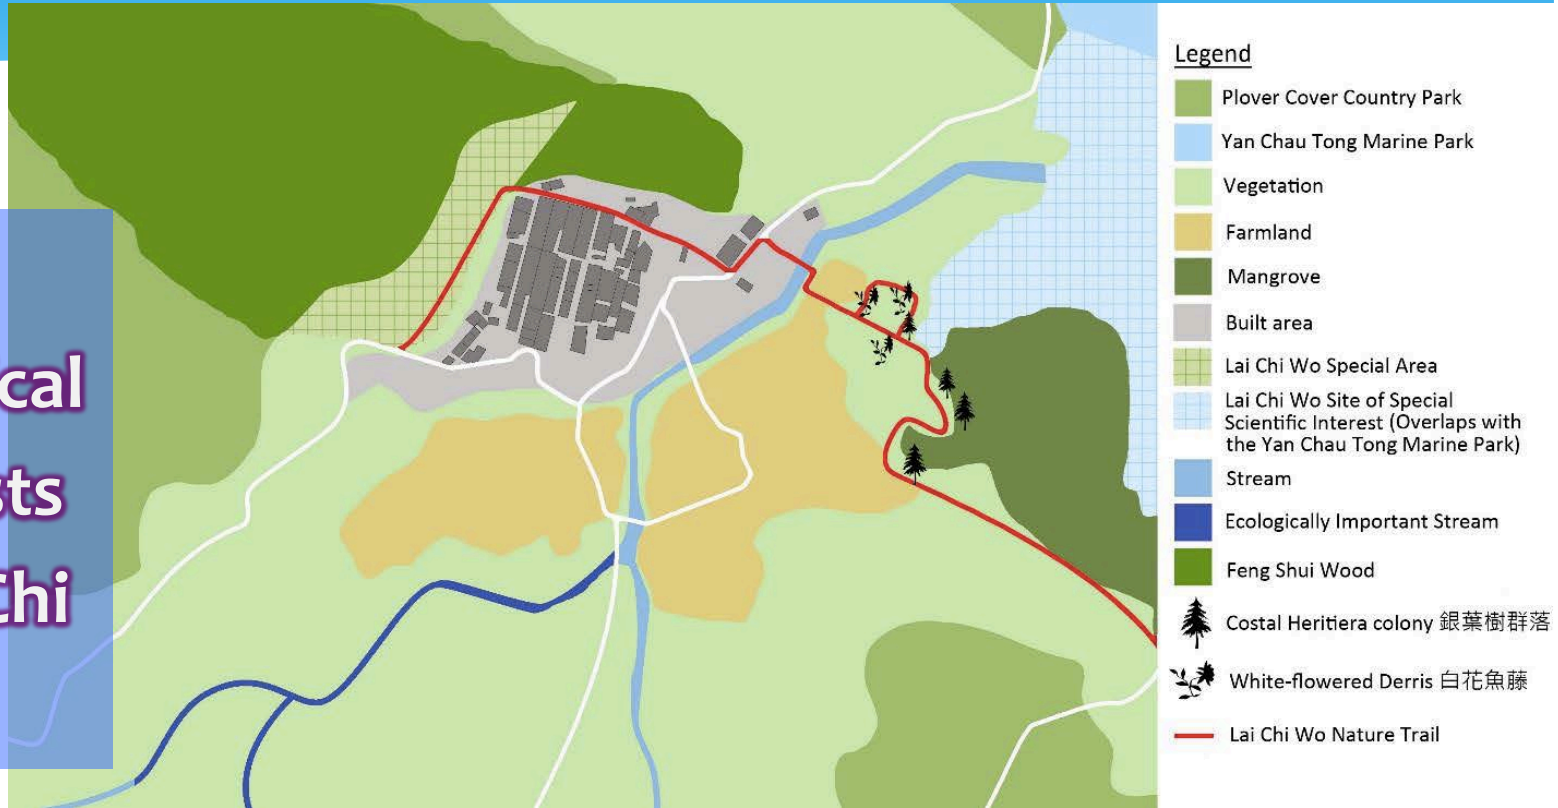 cal
sts
Chi
Legend
Plover Cover Country Park
Yan Chau Tong Marine Park
Vegetation
Farmland
Mangrove
Built area
Lai Chi Wo Special Area
Lai Chi Wo Site of Special
Scientific Interest (Overlaps with
the Yan Chau Tong Marine Park)
Stream
Ecologically Important Stream
Feng Shui Wood
Costal Heritiera colony 銀葉樹群落
White-flowered Derris 白花魚藤
Lai Chi Wo Nature Trail